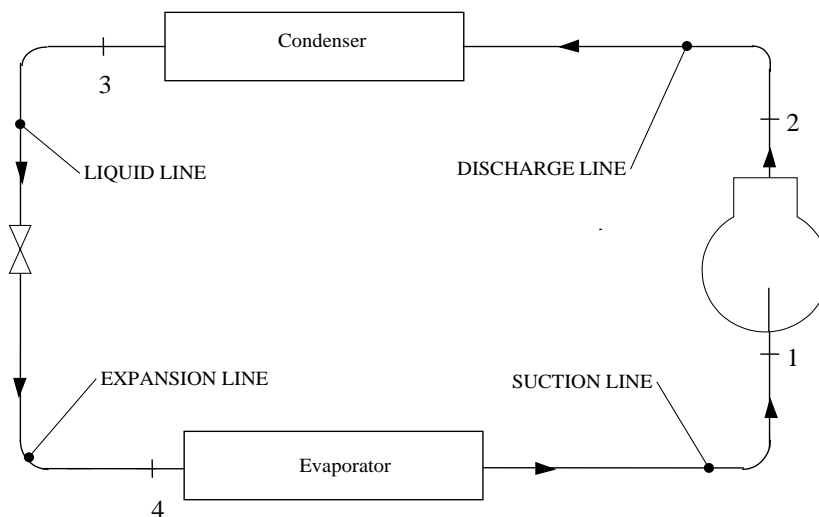 Condenser
3
2
LIQUID LINE
DISCHARGE LINE
1
EXPANSION LINE
SUCTION LINE
Evaporator
4